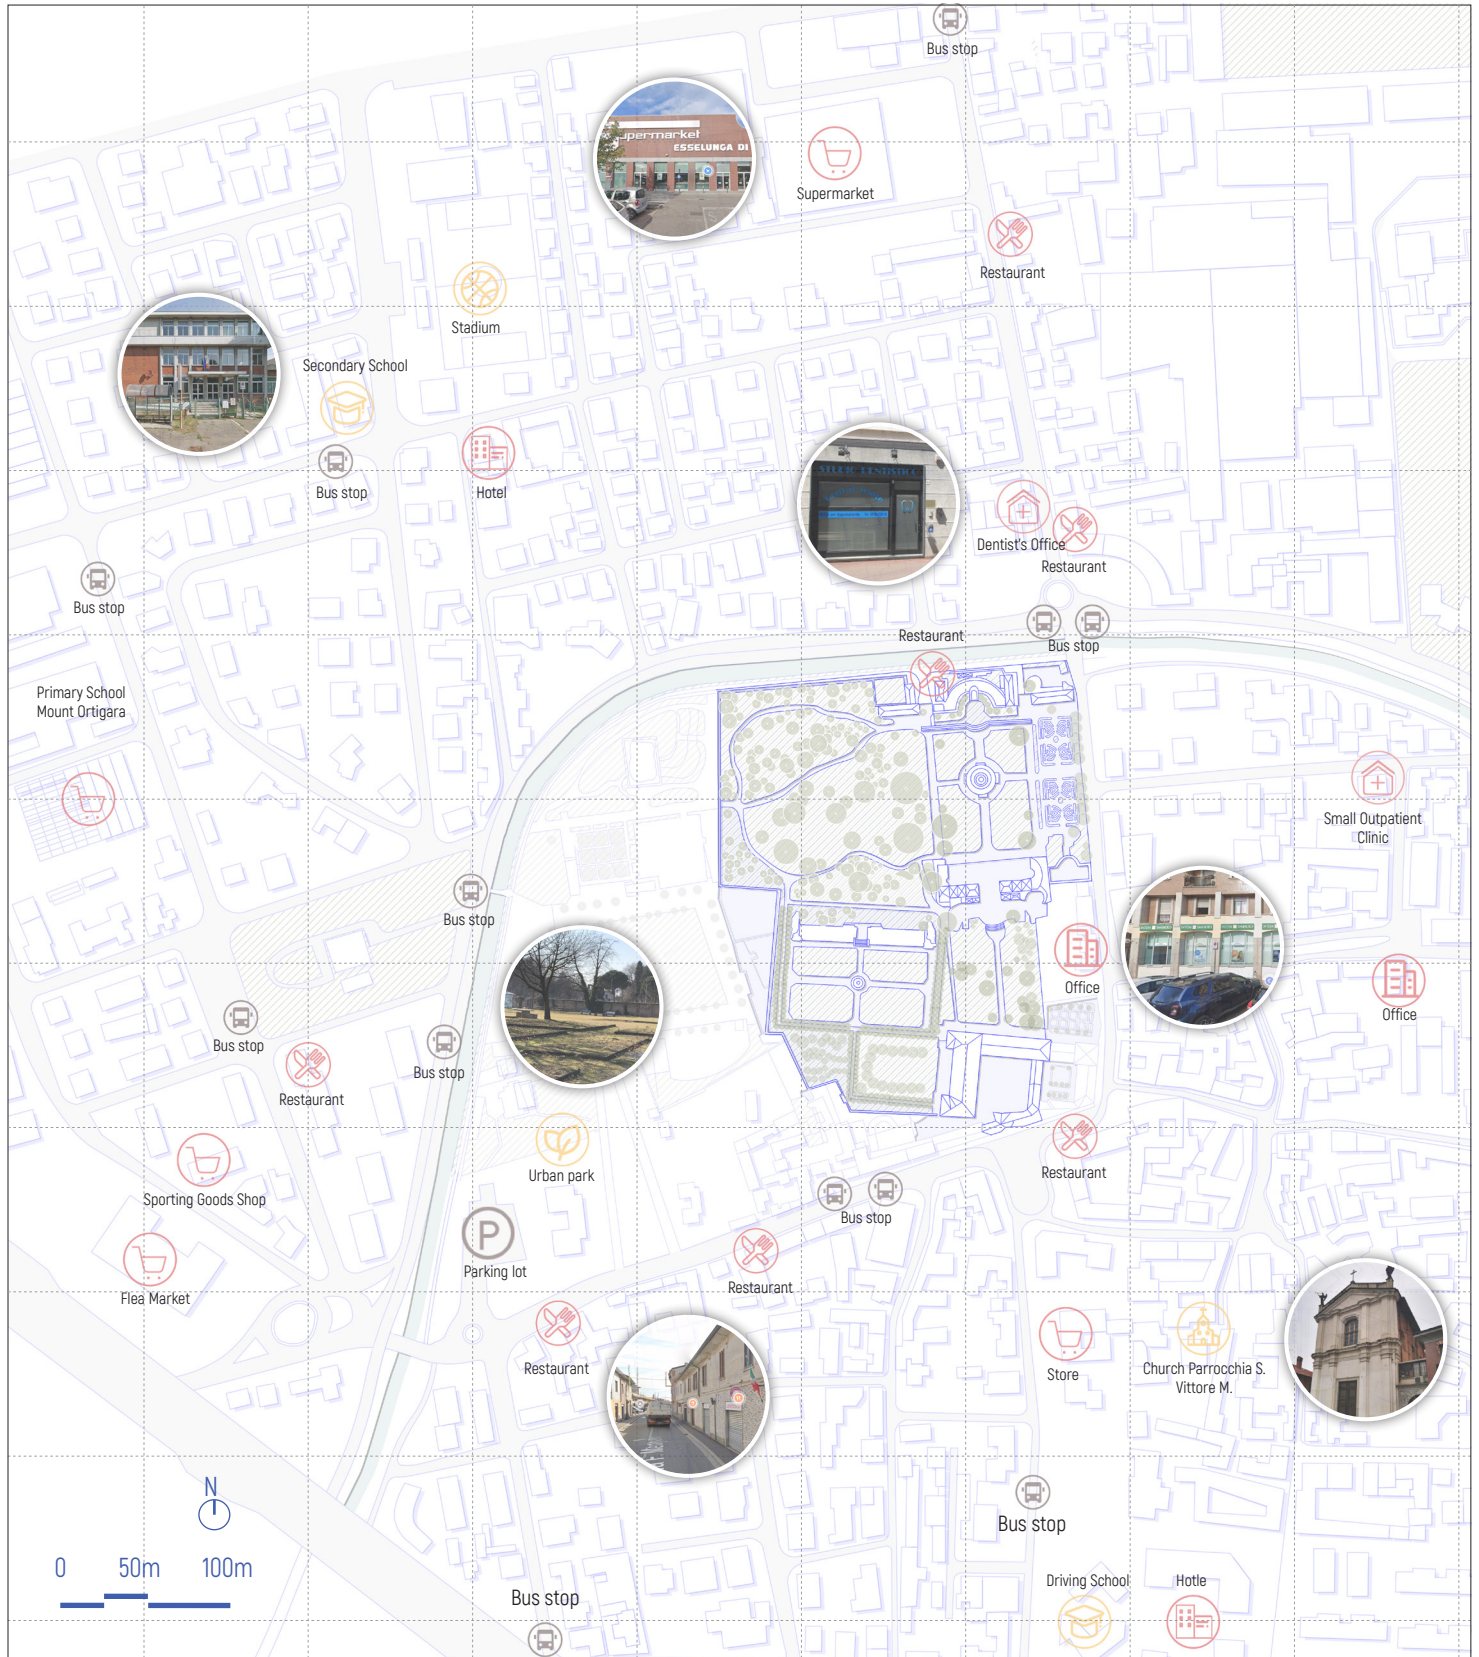 Bus stop
upermarket
ESSELUNGA DI
Supermarket
Restaurant
Stadium
Secondary School
Bus stop
Hotel
STUDIO DENTISTICO
Dentist's Office
Restaurant
Bus stop
Restaurant
Bus stop
Primary School
Mount Ortigara
Small Outpatient
Clinic
Bus stop
Office
Office
Bus stop
Bus stop
Restaurant
Urban park
Restaurant
Sporting Goods Shop
Bus stop
P
Parking lot
Restaurant
Flea Market
Restaurant
Store
Church Parrocchia S.
Vittore M.
N
Bus stop
0 50m 100m
Driving School
Hotle
Bus stop